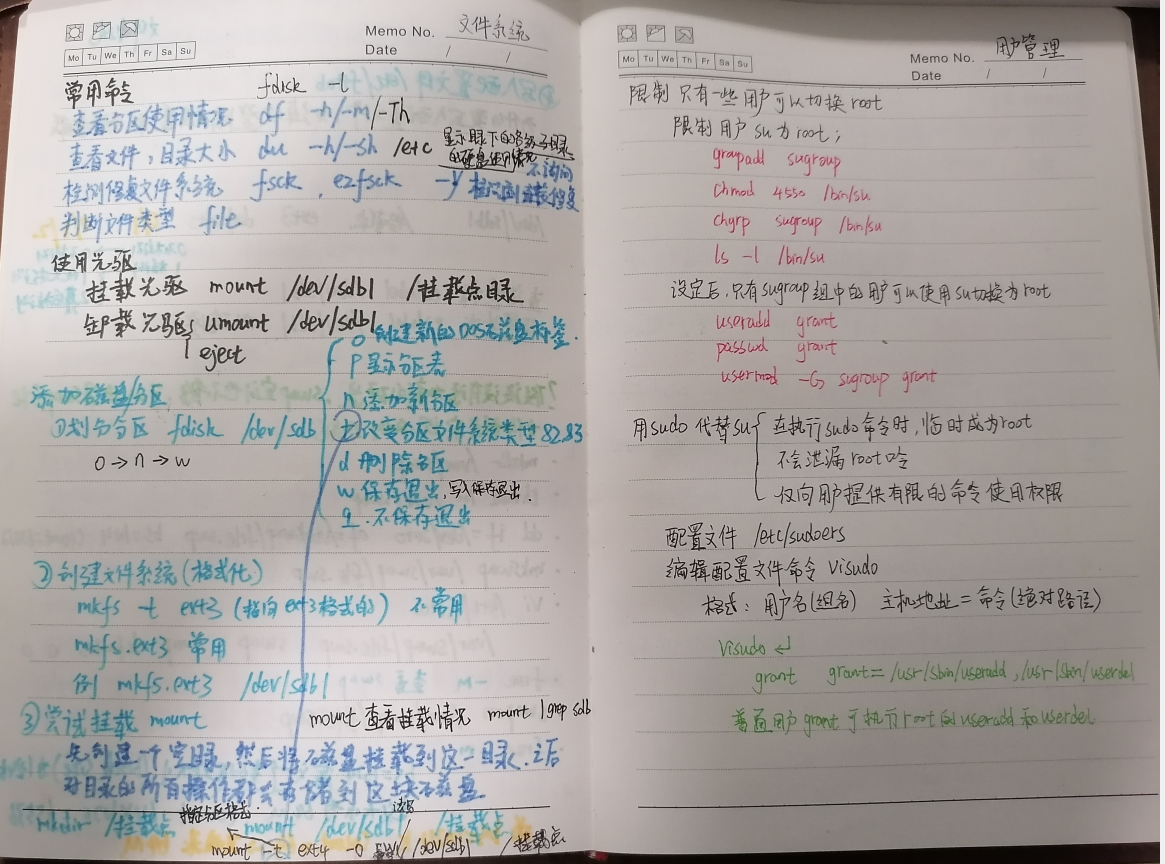 Memo No. 文件系统
Mo Tu We Th Fr Sa Su
Date / /
常用命令 fdisk -l
查看分区使用情况 df -h/-m/-Th
查看文件,目录大小 du -h/-sh /etc 显示眼下的各级子目录
的硬盘使用情况
检测修复文件系统 fsck , e2fsck -y 不询问
检测到直接修复
判断文件类型 file
使用光驱
挂载光驱 mount /dev/sdb1 /挂载点目录
卸载光驱 umount /dev/sdb1
eject
添加磁盘/分区
①划分分区 fdisk /dev/sdb
o→n→w
o 创建新的DOS磁盘标签.
p 显示分区表
n 添加新分区
t 改变分区文件系统类型 82.83
d 删除分区
w 保存退出,写入保存退出.
q.不保存退出
②创建文件系统(格式化)
mkfs -t ext3 (指向ext3格式的) 不常用
mkfs.ext3 常用
例 mkfs.ext3 /dev/sdb1
③尝试挂载 mount mount 查看挂载情况 mount |grep sdb
先创建一个空目录,然后将磁盘挂载到这一目录.之后
对目录的所有操作都会存储到这块磁盘
mkdir /挂载点 mount /dev/sdb1 /挂载点
指定分区格式.
读写
mount -t ext4 -o /dev/sdb1 /挂载点
Mo Tu We Th Fr Sa Su
Memo No. 用户管理
Date / /
限制只有一些用户可以切换root
限制用户su为root;
groupadd sugroup
chmod 4550 /bin/su
chgrp sugroup /bin/su
ls -l /bin/su
设定后,只有sugroup组中的用户可以使用su切换为root
useradd grant
passwd grant
usermod -G sugroup grant
用sudo代替su 在执行sudo命令时,临时成为root
不会泄漏root口令
仅向用户提供有限的命令使用权限
配置文件 /etc/sudoers
编辑配置文件命令 visudo
格式: 用户名(组名) 主机地址=命令(绝对路径)
visudo ↵
grant grant=/usr/sbin/useradd,/usr/sbin/userdel
普通用户grant可执行root的useradd和userdel